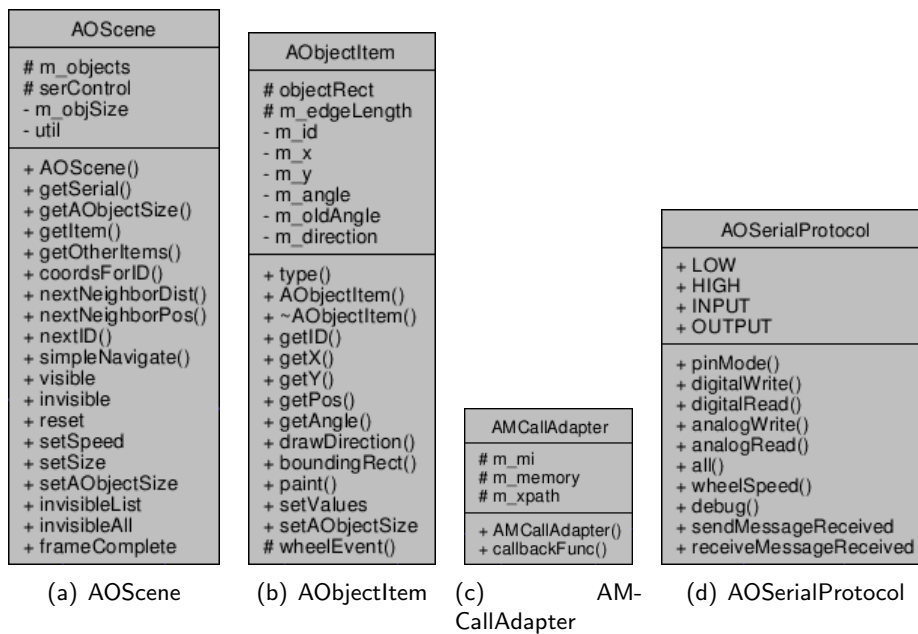 AOScene
# m_objects
# serControl
- m_objSize
- util
+ AOScene()
+ getSerial()
+ getAObjectSize()
+ getItem()
+ getOtherItems()
+ coordsForID()
+ nextNeighborDist()
+ nextNeighborPos()
+ nextID()
+ simpleNavigate()
+ visible
+ invisible
+ reset
+ setSpeed
+ setSize
+ setAObjectSize
+ invisibleList
+ invisibleAll
+ frameComplete
(a) AOScene
AObjectItem
# objectRect
# m_edgeLength
- m_id
- m_x
- m_y
- m_angle
- m_oldAngle
- m_direction
+ type()
+ AObjectItem()
+ ~AObjectItem()
+ getID()
+ getX()
+ getY()
+ getPos()
+ getAngle()
+ drawDirection()
+ boundingRect()
+ paint()
+ setValues
+ setAObjectSize
# wheelEvent()
(b) AObjectItem
AMCallAdapter
# m_mi
# m_memory
# m_xpath
+ AMCallAdapter()
+ callbackFunc()
(c) AM-
CallAdapter
AOSerialProtocol
+ LOW
+ HIGH
+ INPUT
+ OUTPUT
+ pinMode()
+ digitalWrite()
+ digitalRead()
+ analogWrite()
+ analogRead()
+ all()
+ wheelSpeed()
+ debug()
+ sendMessageReceived
+ receiveMessageReceived
(d) AOSerialProtocol